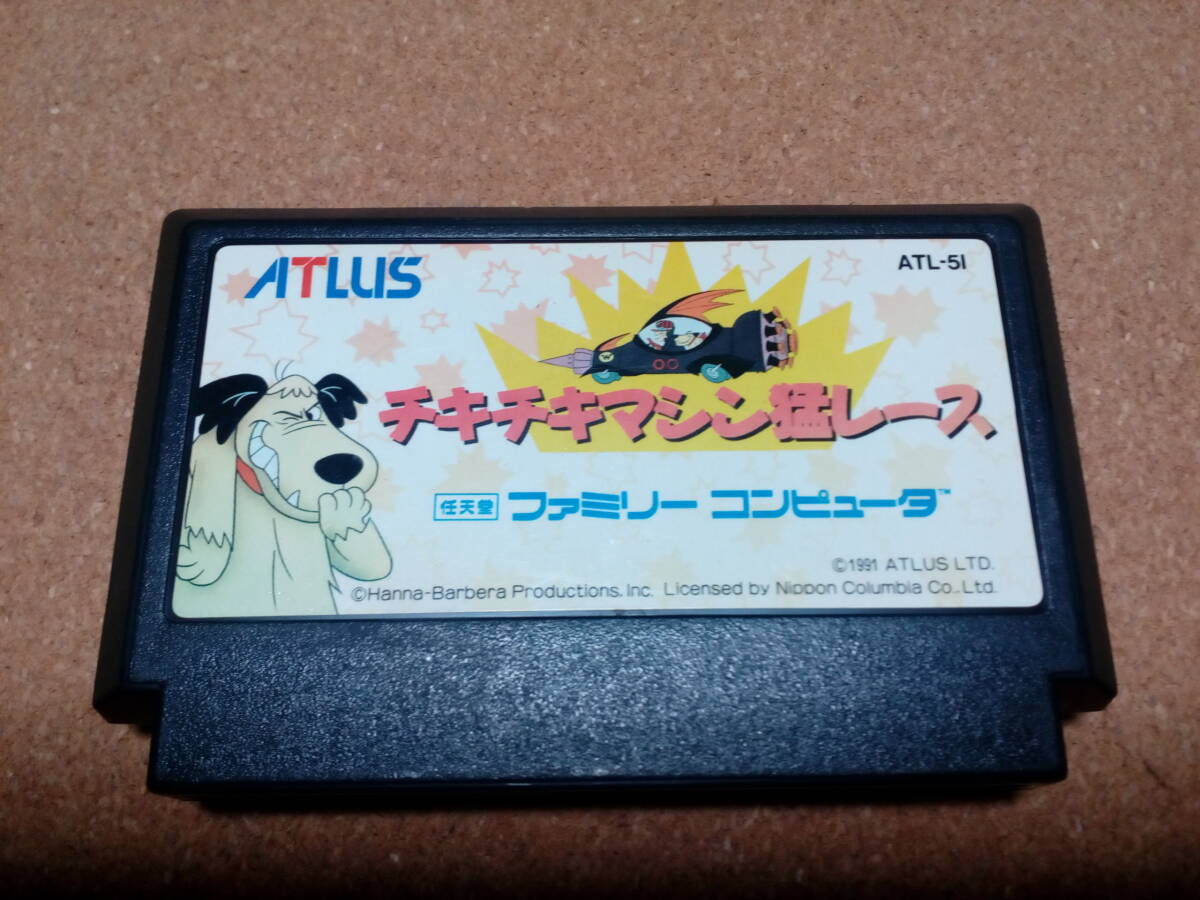 ATLUS
ATL-51
チキチキマシン猛レース
任天堂 ファミリー コンピュータ™
©1991 ATLUS LTD.
©Hanna-Barbera Productions, Inc. Licensed by Nippon Columbia Co., Ltd.